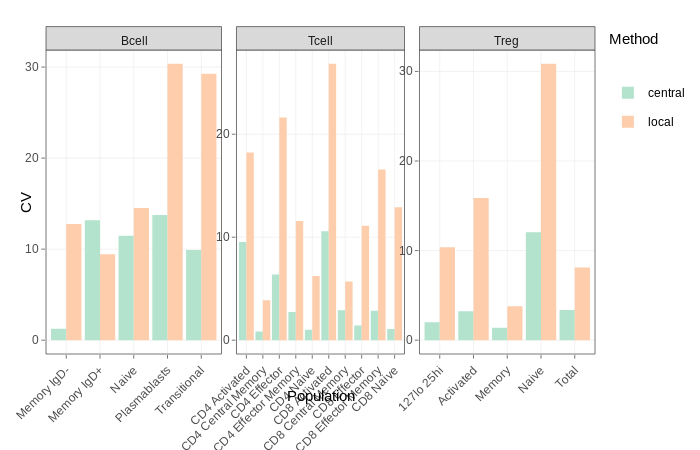 Bcell
Tcell
Treg
Method
central
local
CV
0
10
20
30
0
10
20
0
10
20
30
Memory IgD-
Memory IgD+
Naive
Plasmablasts
Transitional
CD4 Activated
CD4 Central Memory
CD4 Effector
CD4 Effector Memory
CD4 Naive
CD8 Activated
CD8 Central Memory
CD8 Effector
CD8 Effector Memory
CD8 Naive
127lo 25hi
Activated
Memory
Naive
Total
Population